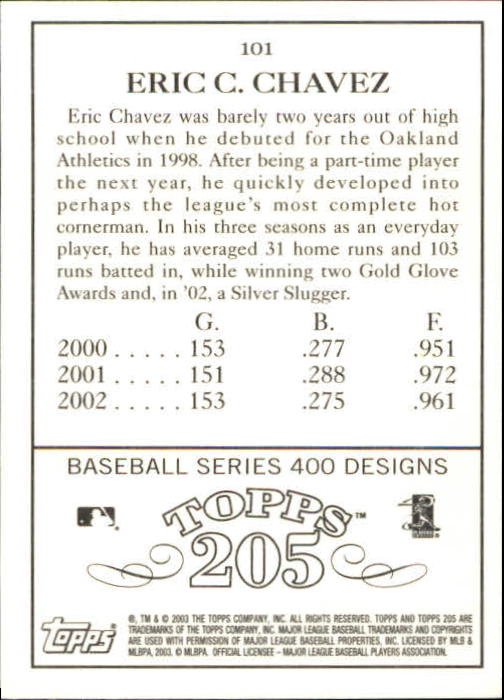 101
ERIC C. CHAVEZ
Eric Chavez was barely two years out of high
school when he debuted for the Oakland
Athletics in 1998. After being a part-time player
the next year, he quickly developed into
perhaps the league's most complete hot
cornerman. In his three seasons as an everyday
player, he has averaged 31 home runs and 103
runs batted in, while winning two Gold Glove
Awards and, in '02, a Silver Slugger.
G. B. F.
2000 . . . . . 153 .277 .951
2001 . . . . . 151 .288 .972
2002 . . . . . 153 .275 .961
BASEBALL SERIES 400 DESIGNS
TOPPS™
205
Topps
®, TM & © 2003 THE TOPPS COMPANY, INC. ALL RIGHTS RESERVED. TOPPS AND TOPPS 205 ARE
TRADEMARKS OF THE TOPPS COMPANY, INC. MAJOR LEAGUE BASEBALL TRADEMARKS AND COPYRIGHTS
ARE USED WITH PERMISSION OF MAJOR LEAGUE BASEBALL PROPERTIES, INC. LICENSED BY MLB &
MLBPA, 2003. © MLBPA. OFFICIAL LICENSEE – MAJOR LEAGUE BASEBALL PLAYERS ASSOCIATION.